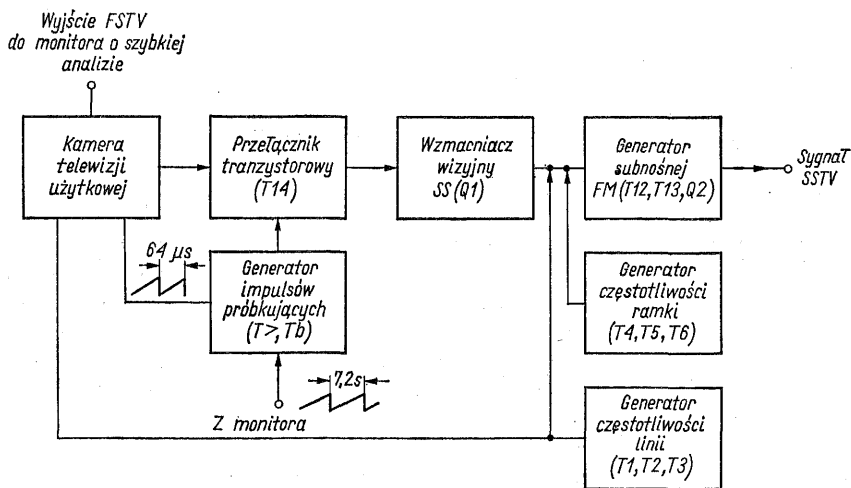 Wyjście FSTV
do monitora o szybkiej
analizie
Kamera
telewizji
użytkowej
Przełącznik
tranzystorowy
(T14)
Wzmacniacz
wizyjny
SS(Q1)
Generator
subnośnej
FM(T12,T13,Q2)
Sygnał
SSTV
64 µs
Generator
impulsów
próbkujących
(T>, Tb)
Generator
częstotliwości
ramki
(T4,T5,T6)
7,2s
Z monitora
Generator
częstotliwości
linii
(T1,T2,T3)